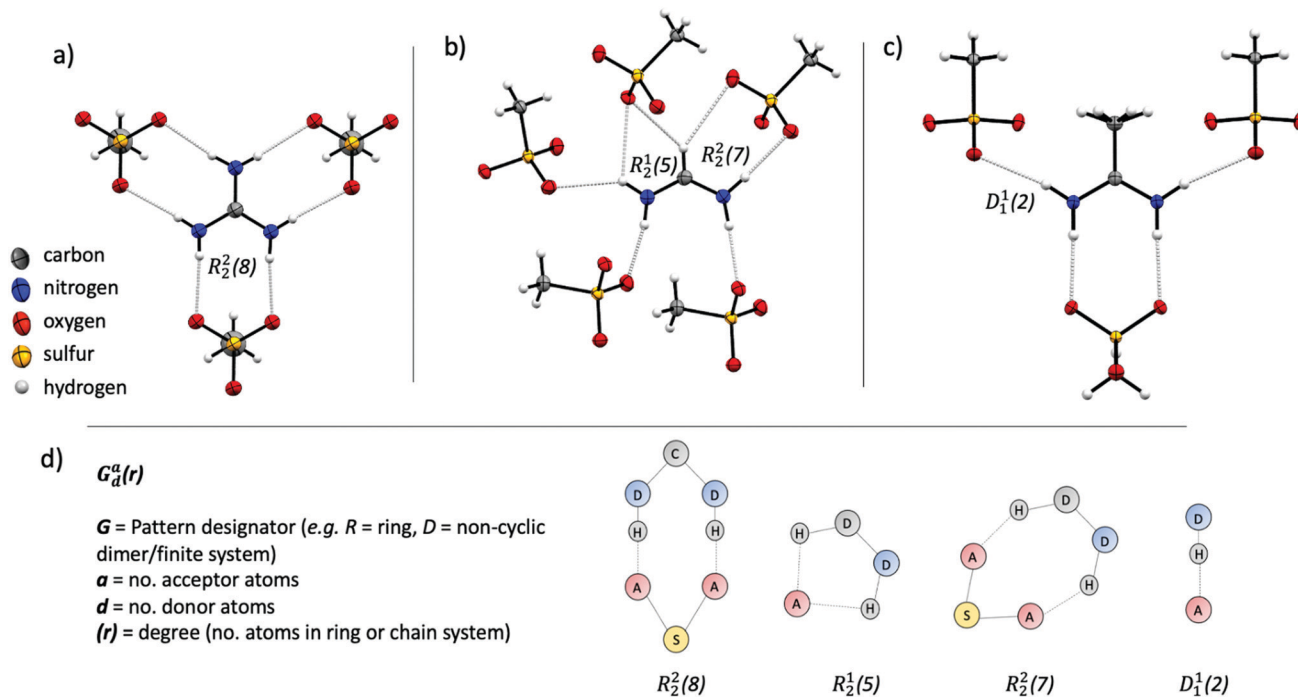 a)
R₂²(8)
carbon
nitrogen
oxygen
sulfur
hydrogen
b)
R₂¹(5)
R₂²(7)
c)
D₁¹(2)
d)
G_d^a(r)
G = Pattern designator (e.g. R = ring, D = non-cyclic
dimer/finite system)
a = no. acceptor atoms
d = no. donor atoms
(r) = degree (no. atoms in ring or chain system)
C
D D
H H
A A
S
R₂²(8)
H D
D
A H
R₂¹(5)
H D
A D
H
S A
R₂²(7)
D
H
A
D₁¹(2)